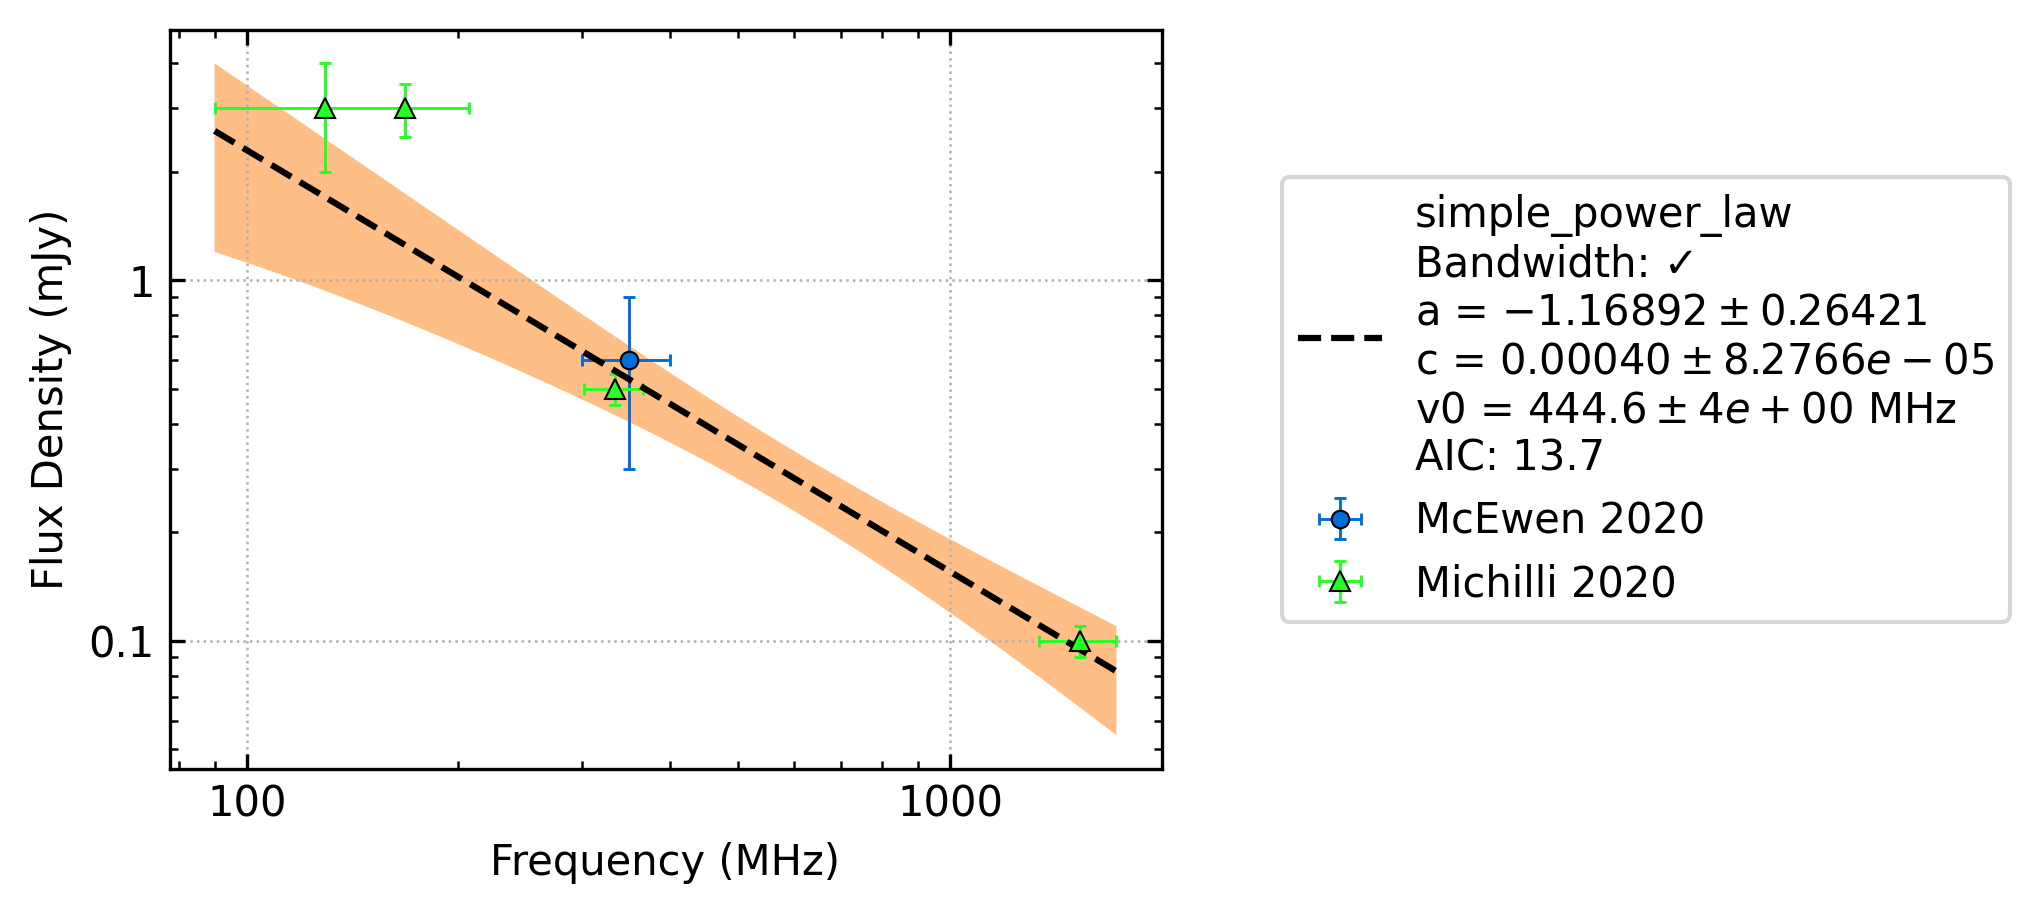 Flux Density (mJy)
1
0.1
100
1000
Frequency (MHz)
simple_power_law
Bandwidth: ✓
a = −1.16892 ± 0.26421
c = 0.00040 ± 8.2766e − 05
v0 = 444.6 ± 4e + 00 MHz
AIC: 13.7
McEwen 2020
Michilli 2020